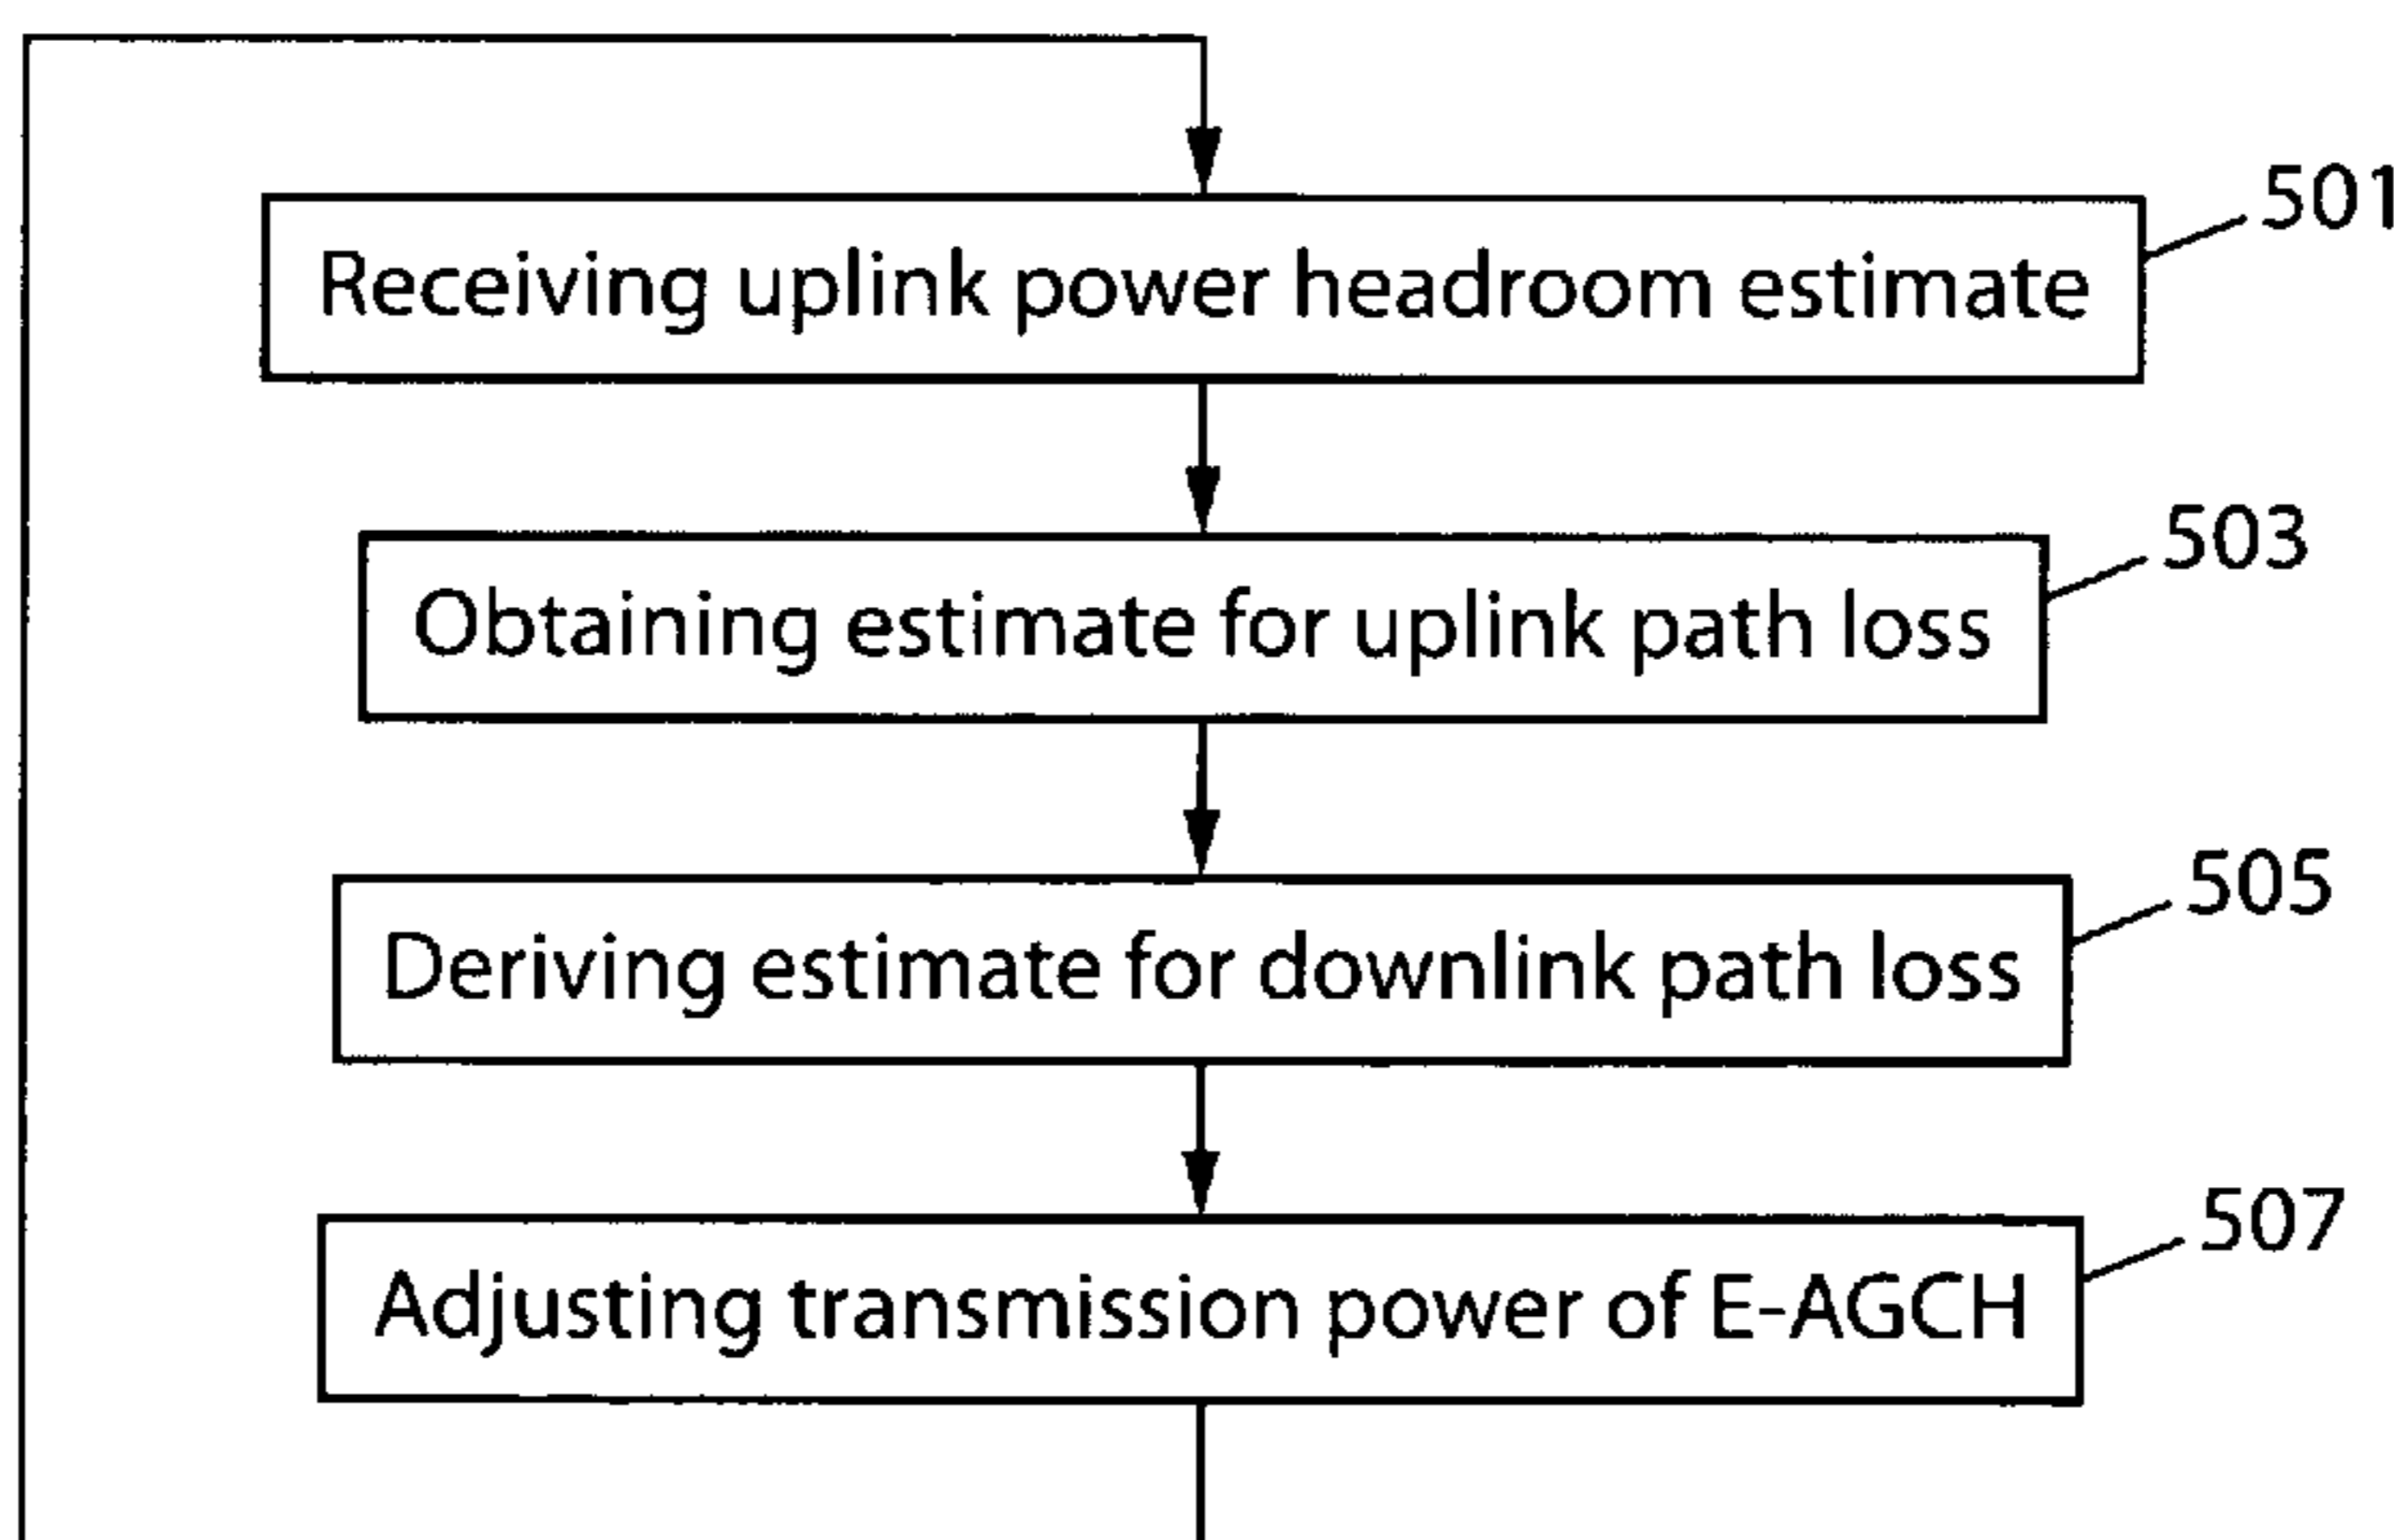 501
Receiving uplink power headroom estimate
503
Obtaining estimate for uplink path loss
505
Deriving estimate for downlink path loss
507
Adjusting transmission power of E-AGCH